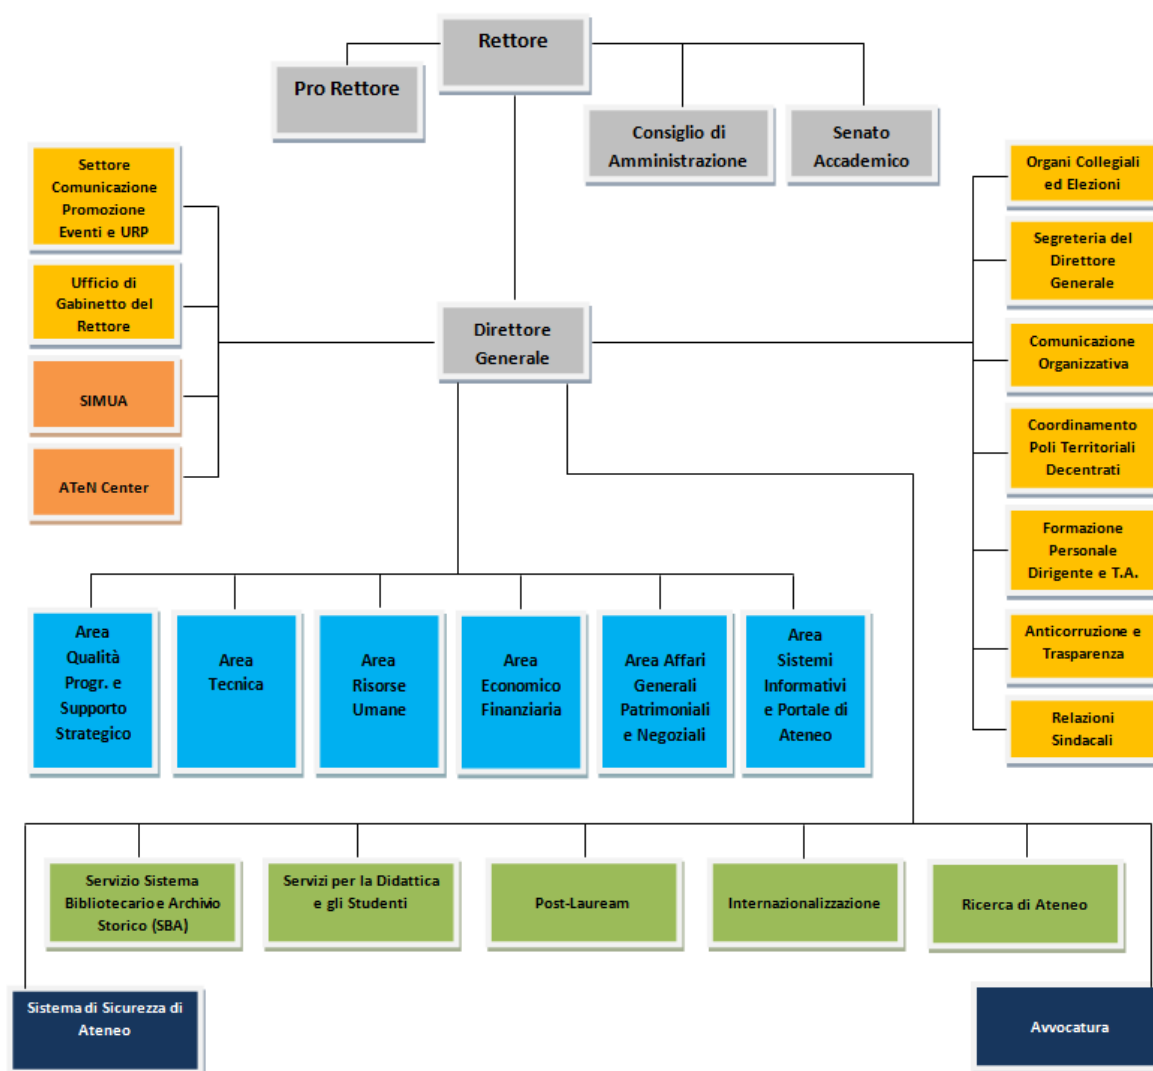 Rettore
Pro Rettore
Consiglio di
Amministrazione
Senato
Accademico
Settore
Comunicazione
Promozione
Eventi e URP
Ufficio di
Gabinetto del
Rettore
SIMUA
ATeN Center
Direttore
Generale
Organi Collegiali
ed Elezioni
Segreteria del
Direttore
Generale
Comunicazione
Organizzativa
Coordinamento
Poli Territoriali
Decentrati
Formazione
Personale
Dirigente e T.A.
Anticorruzione e
Trasparenza
Relazioni
Sindacali
Area
Qualità
Progr. e
Supporto
Strategico
Area
Tecnica
Area
Risorse
Umane
Area
Economico
Finanziaria
Area Affari
Generali
Patrimoniali
e Negoziali
Area
Sistemi
Informativi
e Portale di
Ateneo
Servizio Sistema
Bibliotecario e Archivio
Storico (SBA)
Servizi per la Didattica
e gli Studenti
Post-Lauream
Internazionalizzazione
Ricerca di Ateneo
Sistema di Sicurezza di
Ateneo
Avvocatura